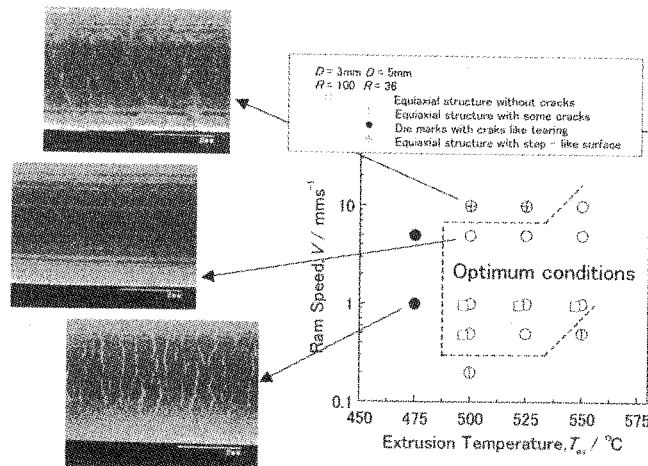 D = 3mm D = 5mm
R = 100 R = 36
Equiaxial structure without cracks
Equiaxial structure with some cracks
Die marks with craks like tearing
Equiaxial structure with step - like surface
Ram Speed, V / mms⁻¹
10
1
0.1
Optimum conditions
450
475
500
525
550
575
Extrusion Temperature, T / °C